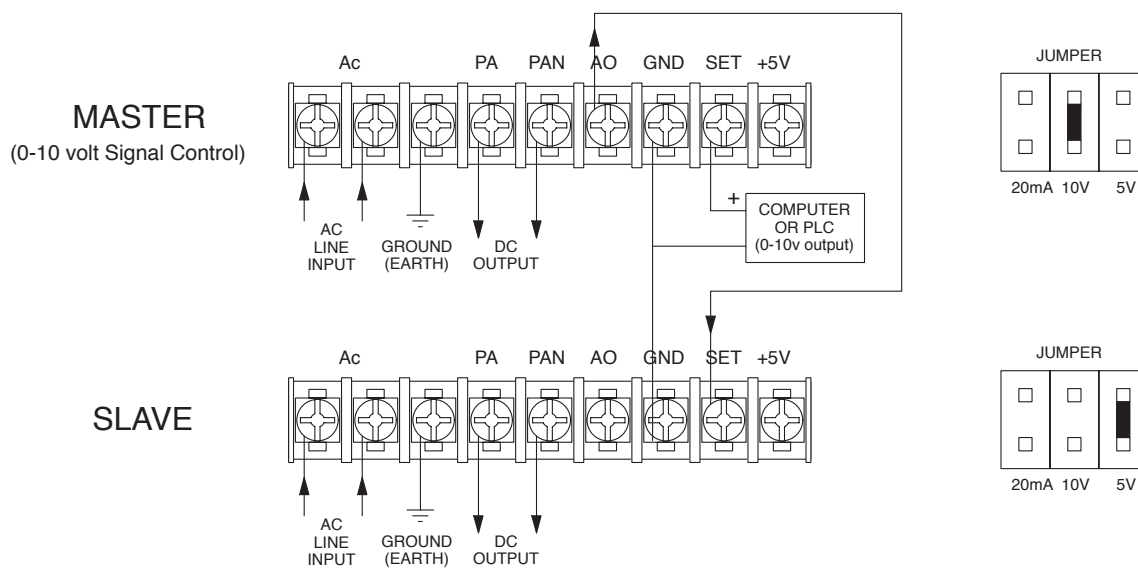 Ac PA PAN AO GND SET +5V
MASTER
(0-10 volt Signal Control)
+
COMPUTER
OR PLC
(0-10v output)
AC
LINE
INPUT
GROUND
(EARTH)
DC
OUTPUT
JUMPER
20mA 10V 5V
Ac PA PAN AO GND SET +5V
SLAVE
AC
LINE
INPUT
GROUND
(EARTH)
DC
OUTPUT
JUMPER
20mA 10V 5V